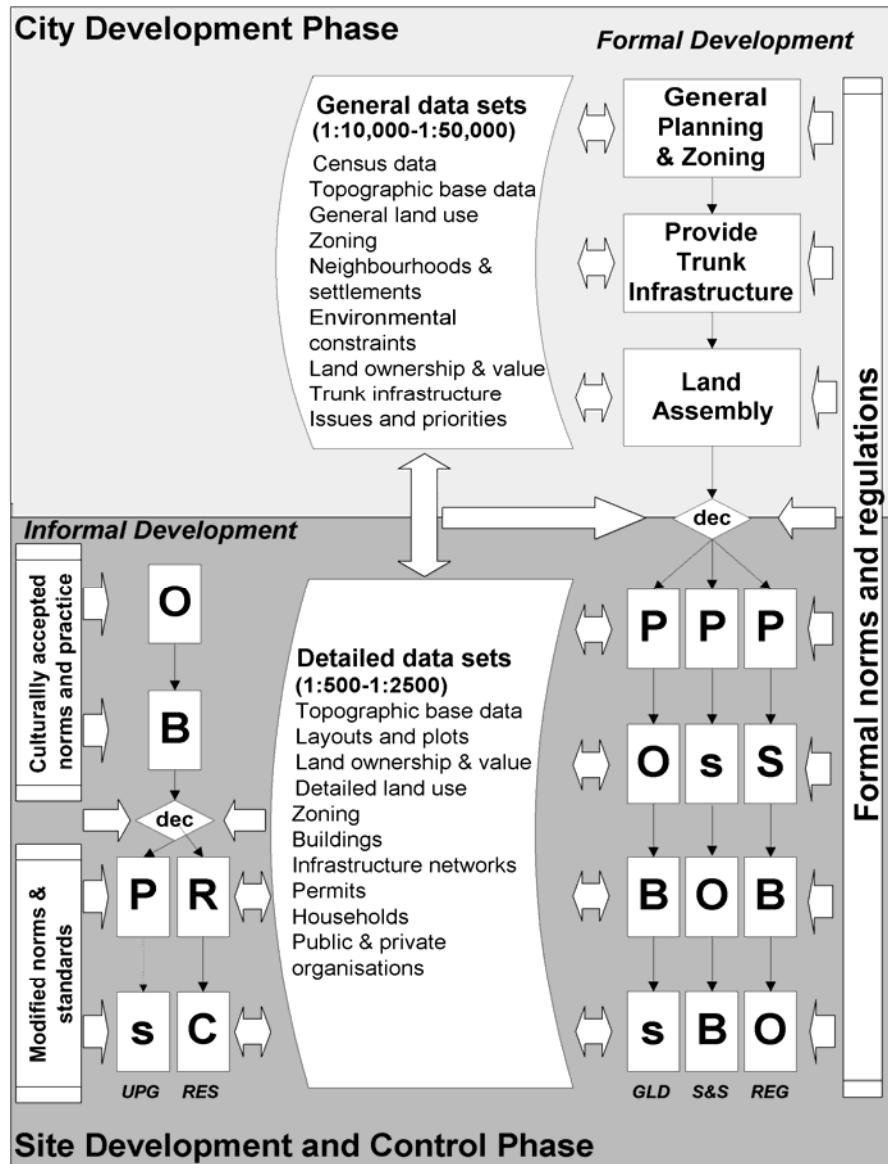 City Development Phase
Formal Development
General data sets
(1:10,000-1:50,000)
Census data
Topographic base data
General land use
Zoning
Neighbourhoods &
settlements
Environmental
constraints
Land ownership & value
Trunk infrastructure
Issues and priorities
General
Planning
& Zoning
Provide
Trunk
Infrastructure
Land
Assembly
dec
Formal norms and regulations
Informal Development
Culturallly accepted
norms and practice
O
B
dec
Modified norms &
standards
P R
s C
UPG RES
Detailed data sets
(1:500-1:2500)
Topographic base data
Layouts and plots
Land ownership & value
Detailed land use
Zoning
Buildings
Infrastructure networks
Permits
Households
Public & private
organisations
P P P
O s S
B O B
s B O
GLD S&S REG
Site Development and Control Phase